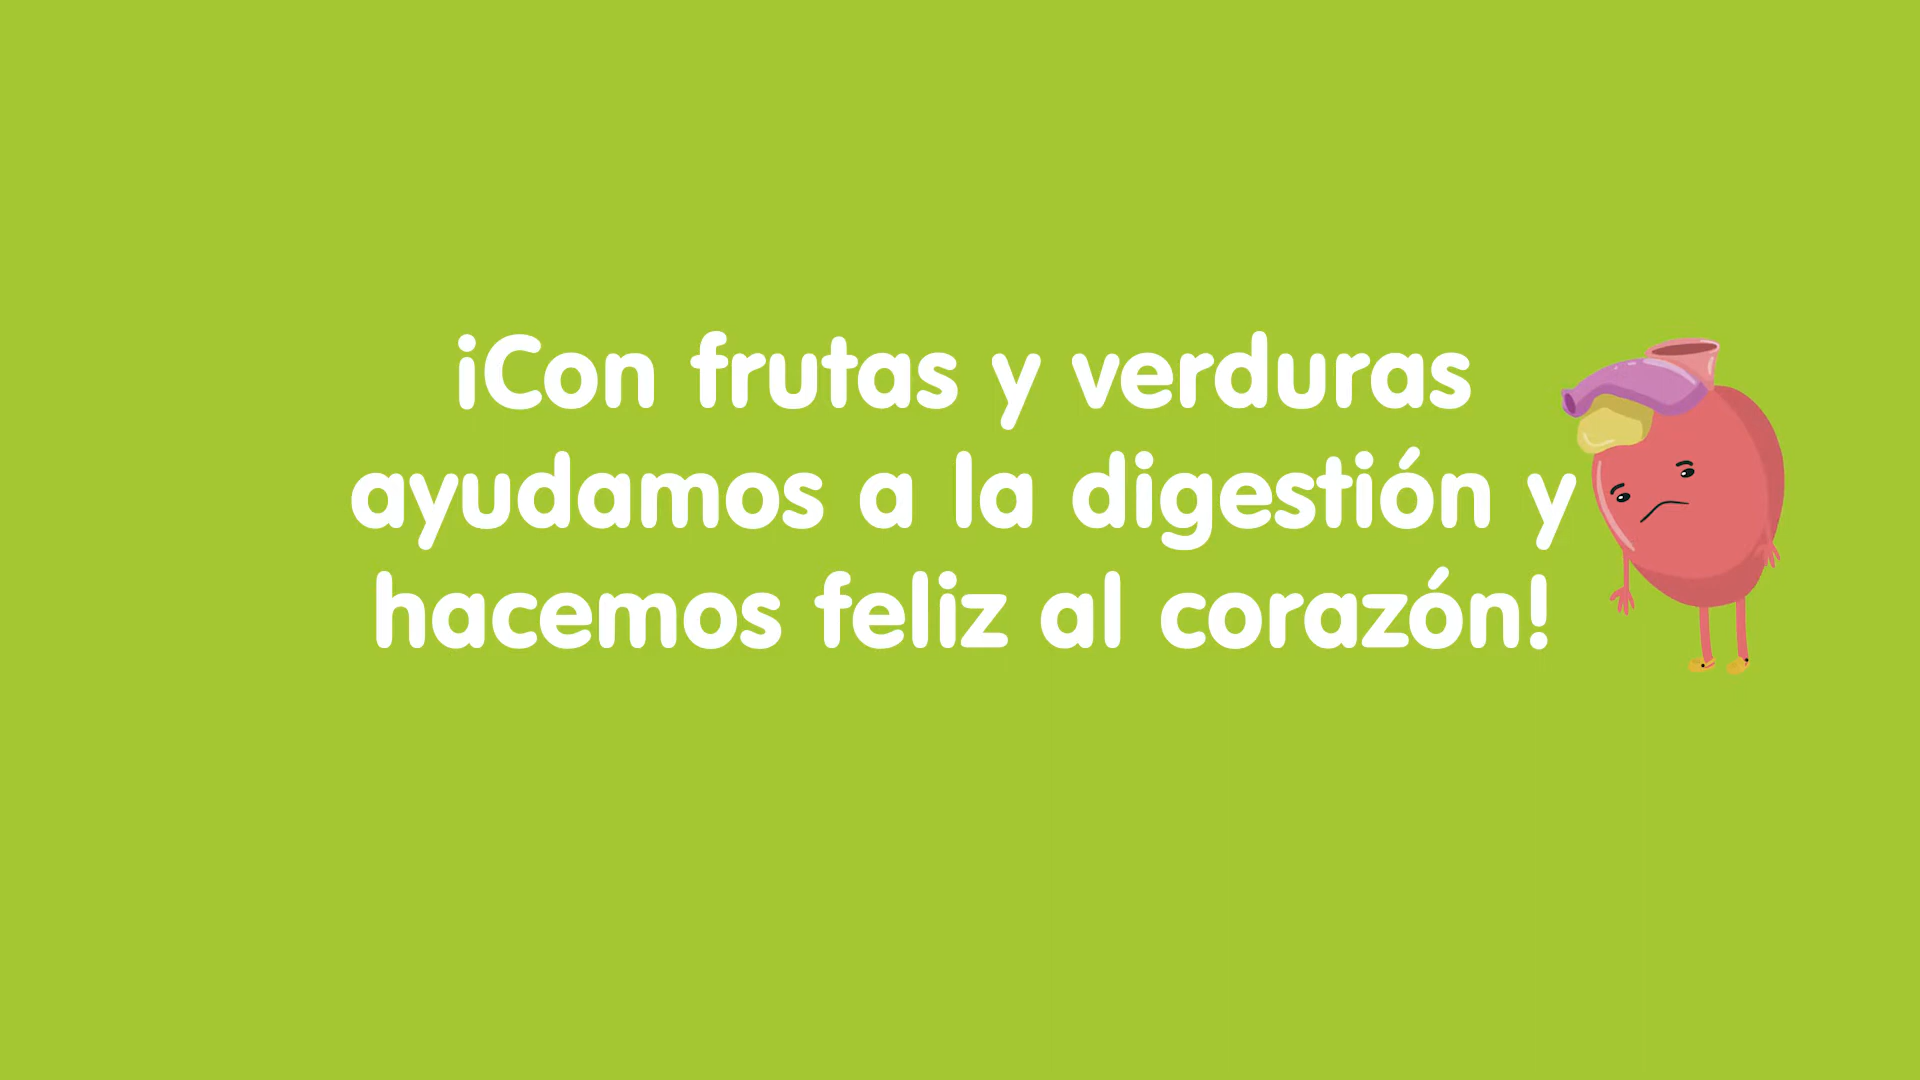 ¡Con frutas y verduras
ayudamos a la digestión y
hacemos feliz al corazón!